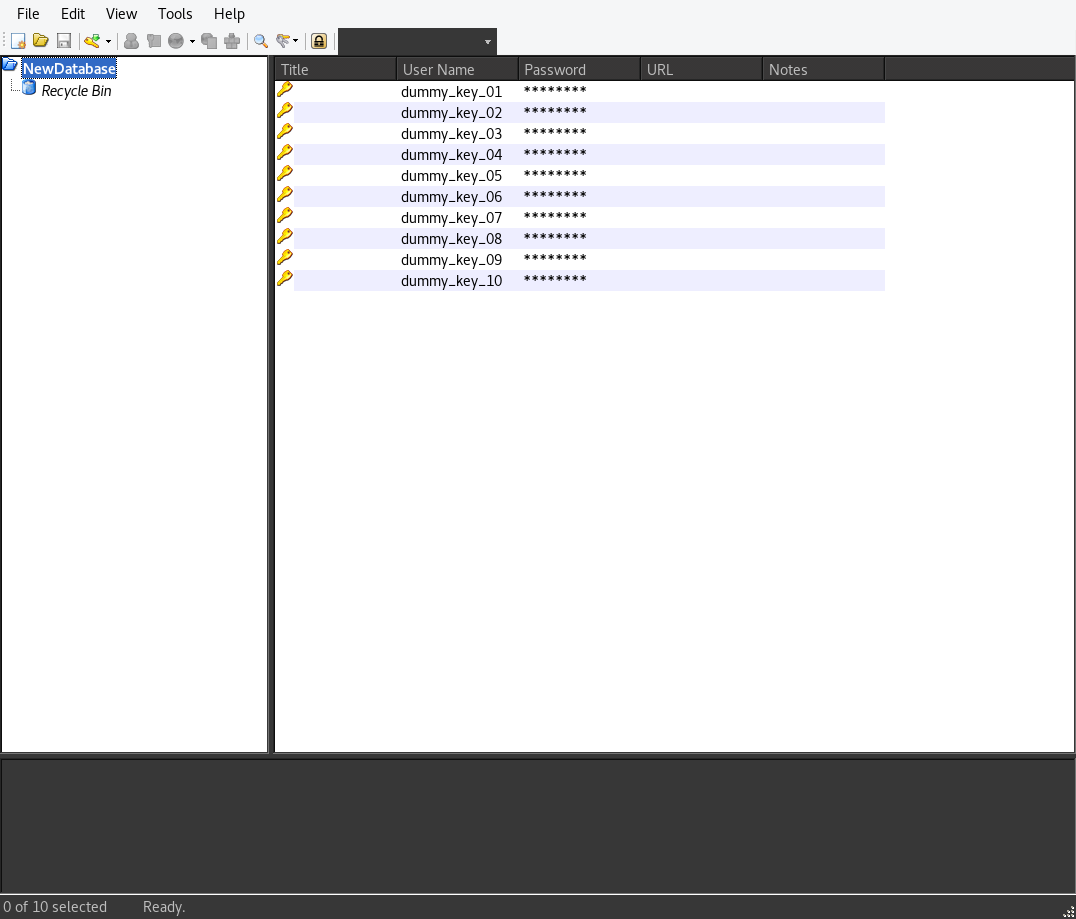 File Edit View Tools Help
NewDatabase
Recycle Bin
Title User Name Password URL Notes
dummy_key_01 ********
dummy_key_02 ********
dummy_key_03 ********
dummy_key_04 ********
dummy_key_05 ********
dummy_key_06 ********
dummy_key_07 ********
dummy_key_08 ********
dummy_key_09 ********
dummy_key_10 ********
0 of 10 selected Ready.